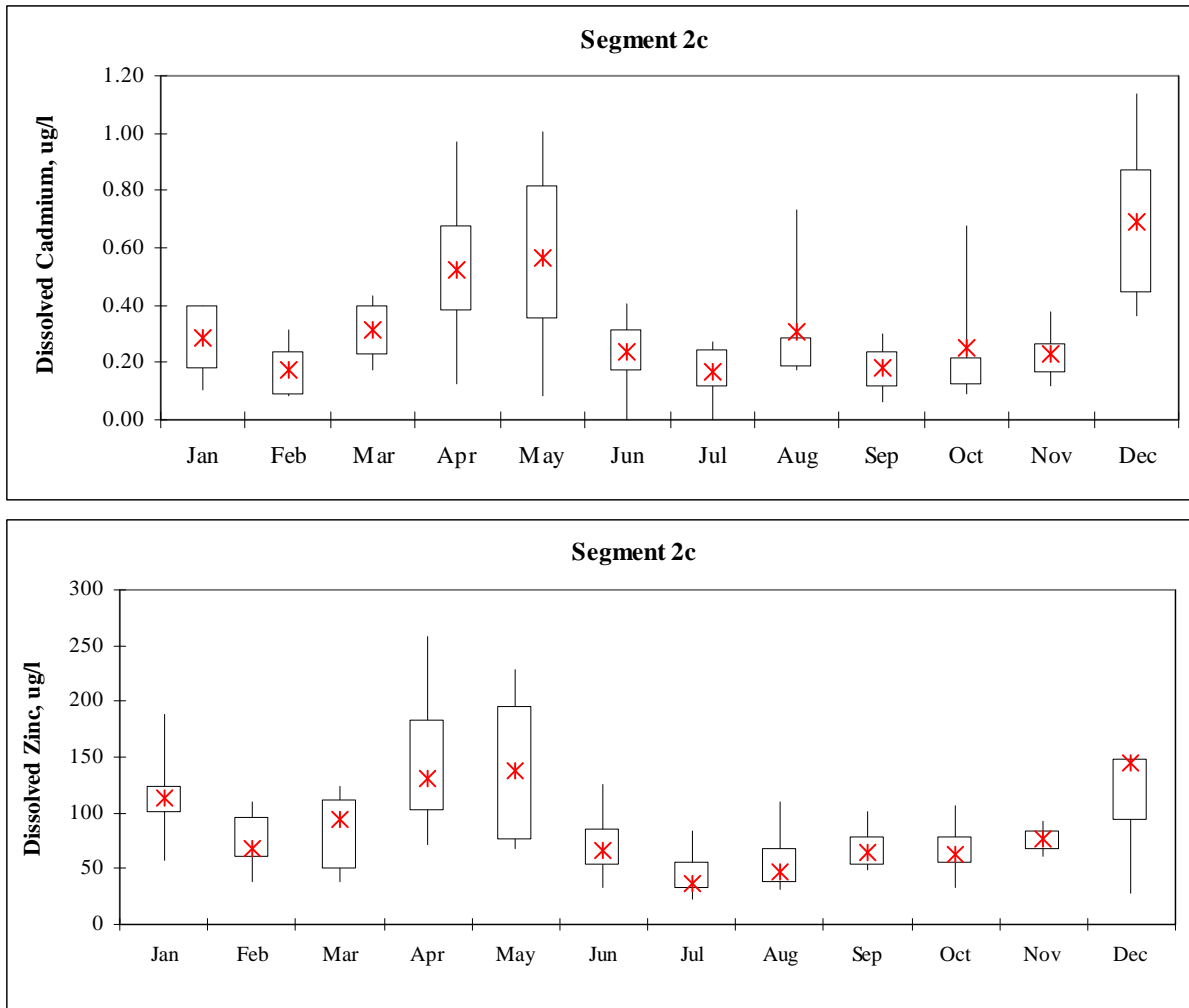 Segment 2c
Dissolved Cadmium, ug/l
1.20
1.00
0.80
0.60
0.40
0.20
0.00
Jan Feb Mar Apr May Jun Jul Aug Sep Oct Nov Dec
Segment 2c
Dissolved Zinc, ug/l
300
250
200
150
100
50
0
Jan Feb Mar Apr May Jun Jul Aug Sep Oct Nov Dec